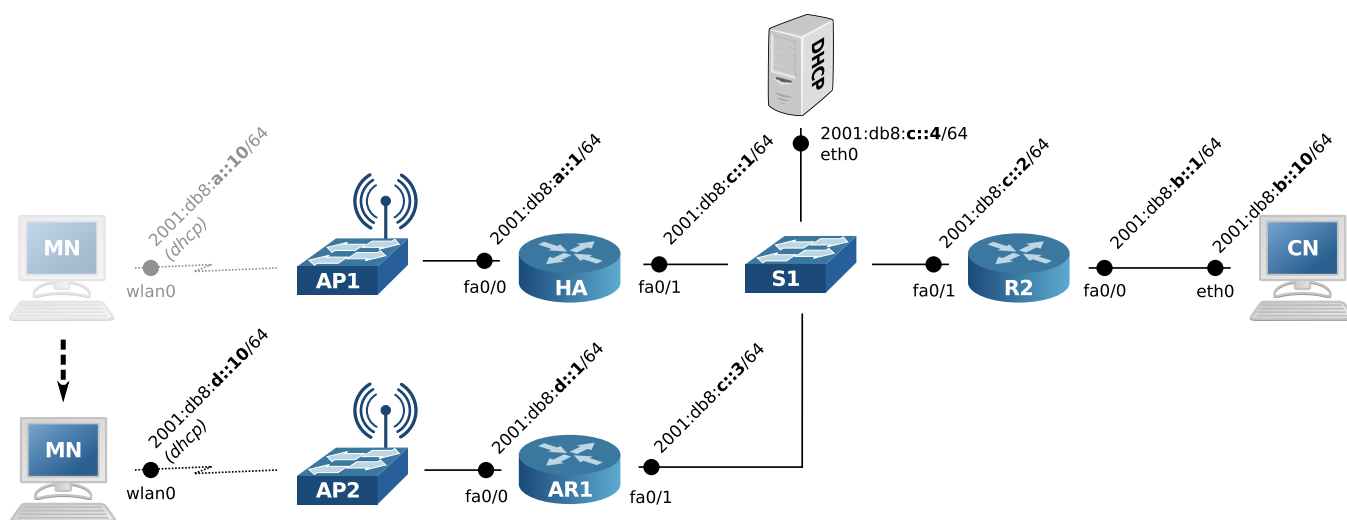 DHCP
2001:db8:c::4/64
eth0
2001:db8:a::10/64
(dhcp)
2001:db8:a::1/64
2001:db8:c::1/64
2001:db8:c::2/64
2001:db8:b::1/64
2001:db8:b::10/64
MN
wlan0
AP1
fa0/0
HA
fa0/1
S1
fa0/1
R2
fa0/0
eth0
CN
2001:db8:d::10/64
(dhcp)
2001:db8:d::1/64
2001:db8:c::3/64
MN
wlan0
AP2
fa0/0
AR1
fa0/1